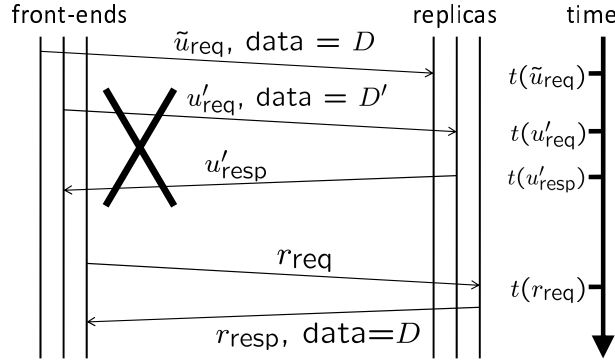 front-ends replicas time
ũreq, data = D
t(ũreq)
u′req, data = D′
t(u′req)
u′resp
t(u′resp)
rreq
t(rreq)
rresp, data=D